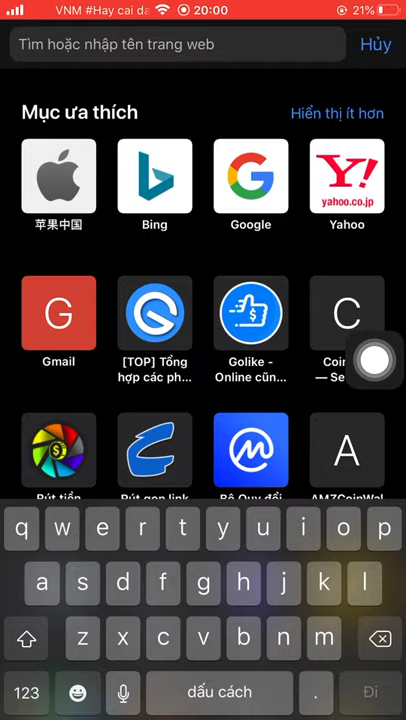 VNM #Hay cai da
20:00
21%
Tìm hoặc nhập tên trang web
Hủy
Mục ưa thích
Hiển thị ít hơn
Y!
yahoo.co.jp
苹果中国
Bing
Google
Yahoo
G
C
Gmail
[TOP] Tổng hợp các ph...
Golike - Online cũn...
Coin
— Se
A
Rút tiền
Rút gọn link
Bộ Quy đổi
AMZCoinWal
q w e r t y u i o p
a s d f g h j k l
z x c v b n m
123
dấu cách
.
Đi